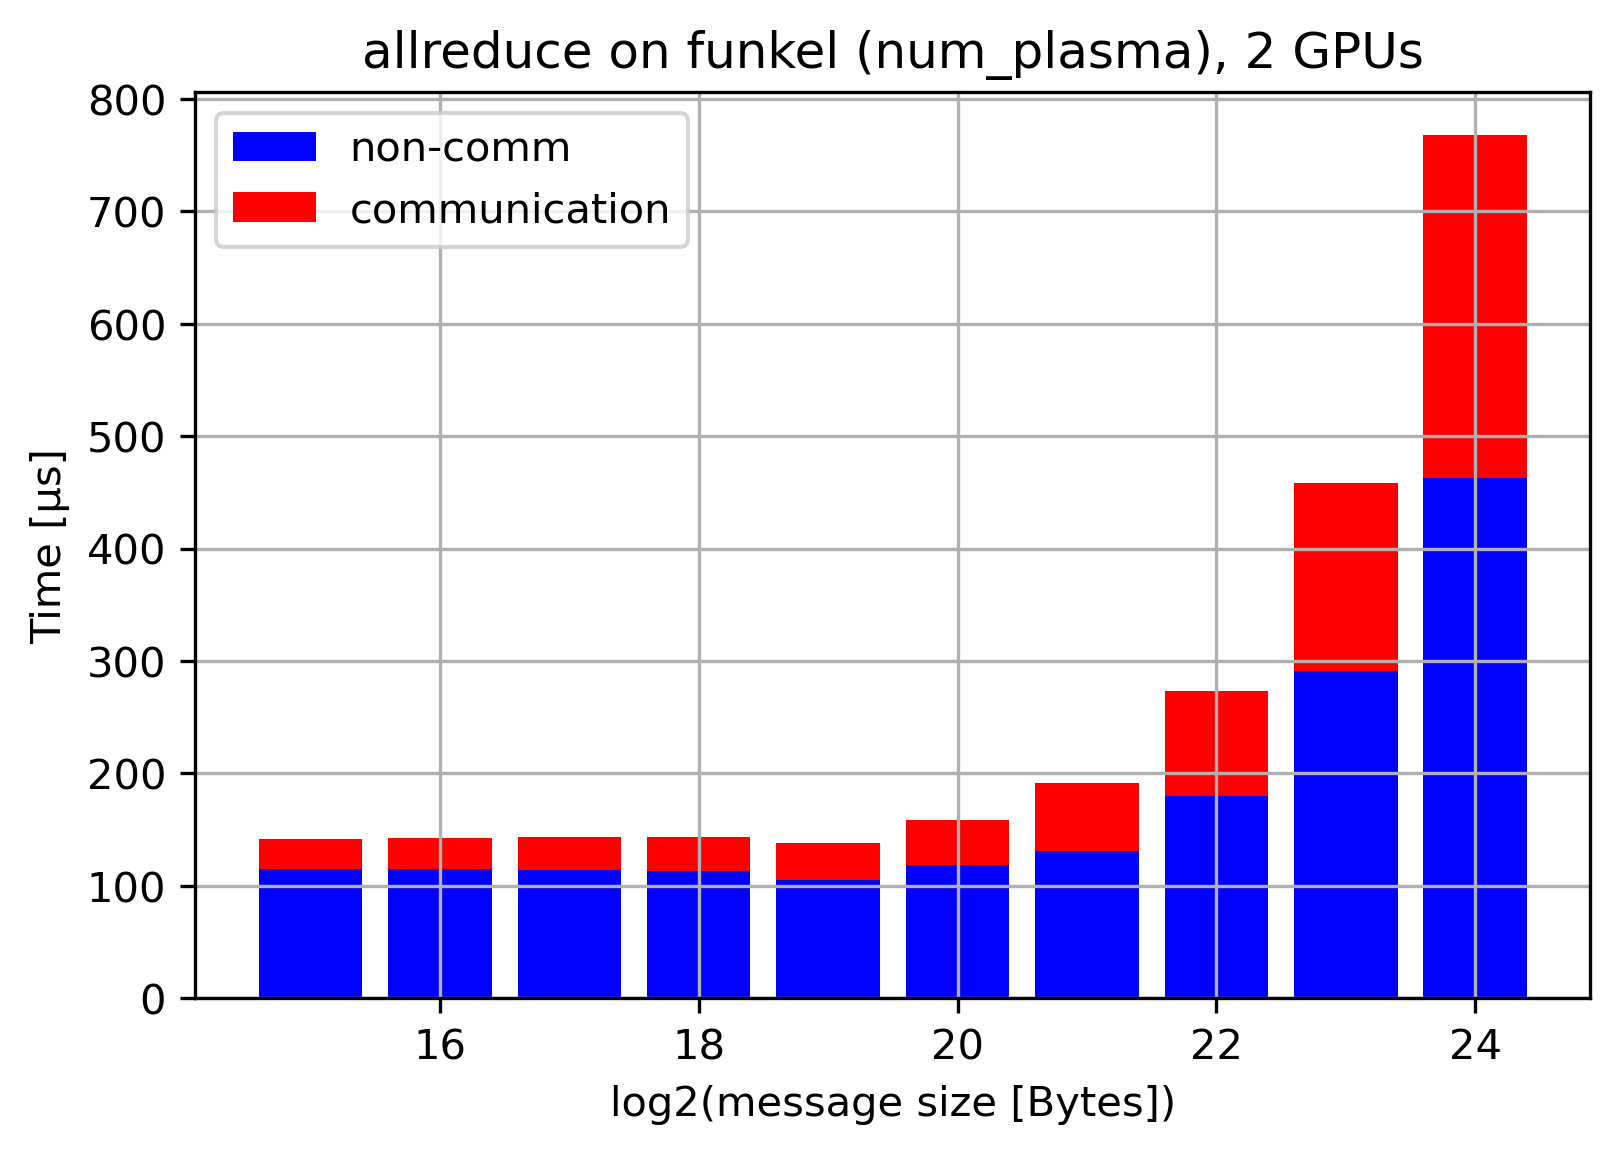 allreduce on funkel (num_plasma), 2 GPUs
800
700
600
500
400
300
200
100
0
Time [µs]
non-comm
communication
16
18
20
22
24
log2(message size [Bytes])